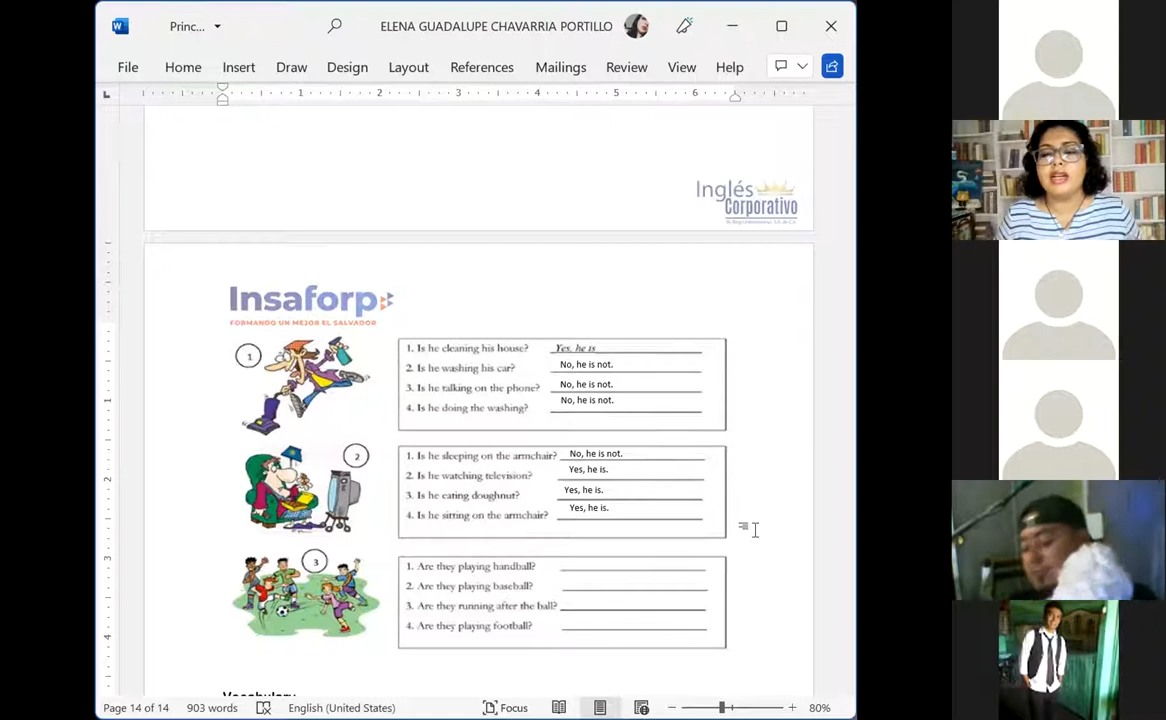 Princ...
ELENA GUADALUPE CHAVARRIA PORTILLO
File Home Insert Draw Design Layout References Mailings Review View Help
1 2 3 4 5 6
Inglés
Corporativo
Insaforp
FORMANDO UN MEJOR EL SALVADOR
1
1. Is he cleaning his house? Yes, he is
2. Is he washing his car? No, he is not.
3. Is he talking on the phone? No, he is not.
4. Is he doing the washing? No, he is not.
2
1. Is he sleeping on the armchair? No, he is not.
2. Is he watching television? Yes, he is.
3. Is he eating doughnut? Yes, he is.
4. Is he sitting on the armchair? Yes, he is.
3
1. Are they playing handball?
2. Are they playing baseball?
3. Are they running after the ball?
4. Are they playing football?
Vocabulary
Page 14 of 14 903 words English (United States) Focus 80%